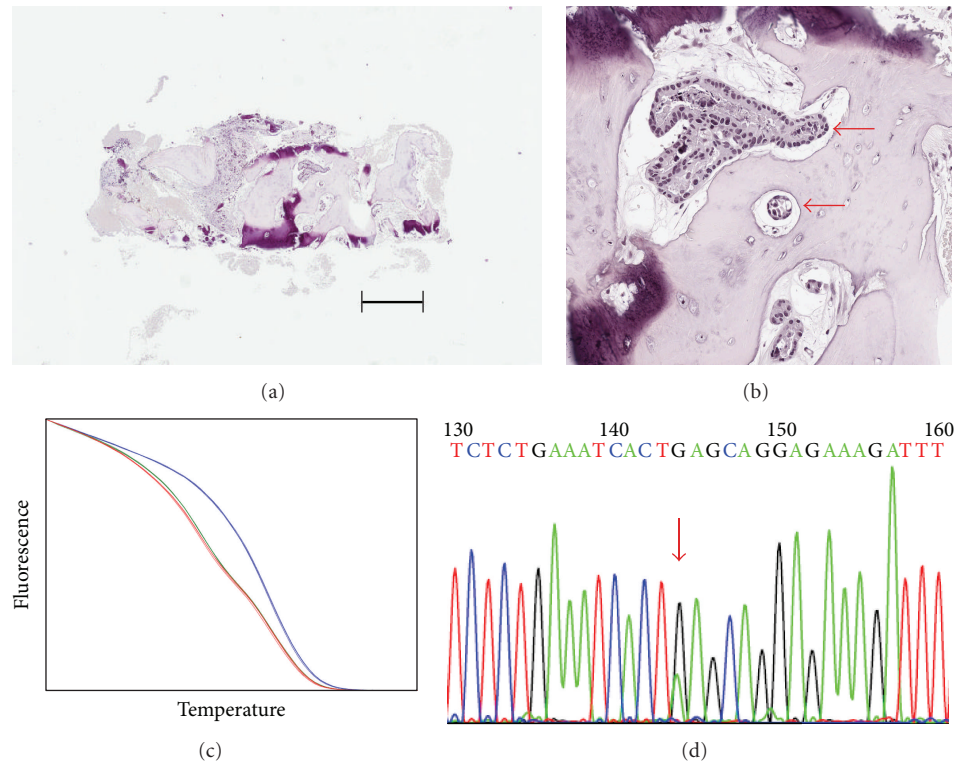 (a)
(b)
Fluorescence
Temperature
(c)
130 140 150 160
TCTCTGAAATCACTGAGCAGGAGAAAGATTT
(d)